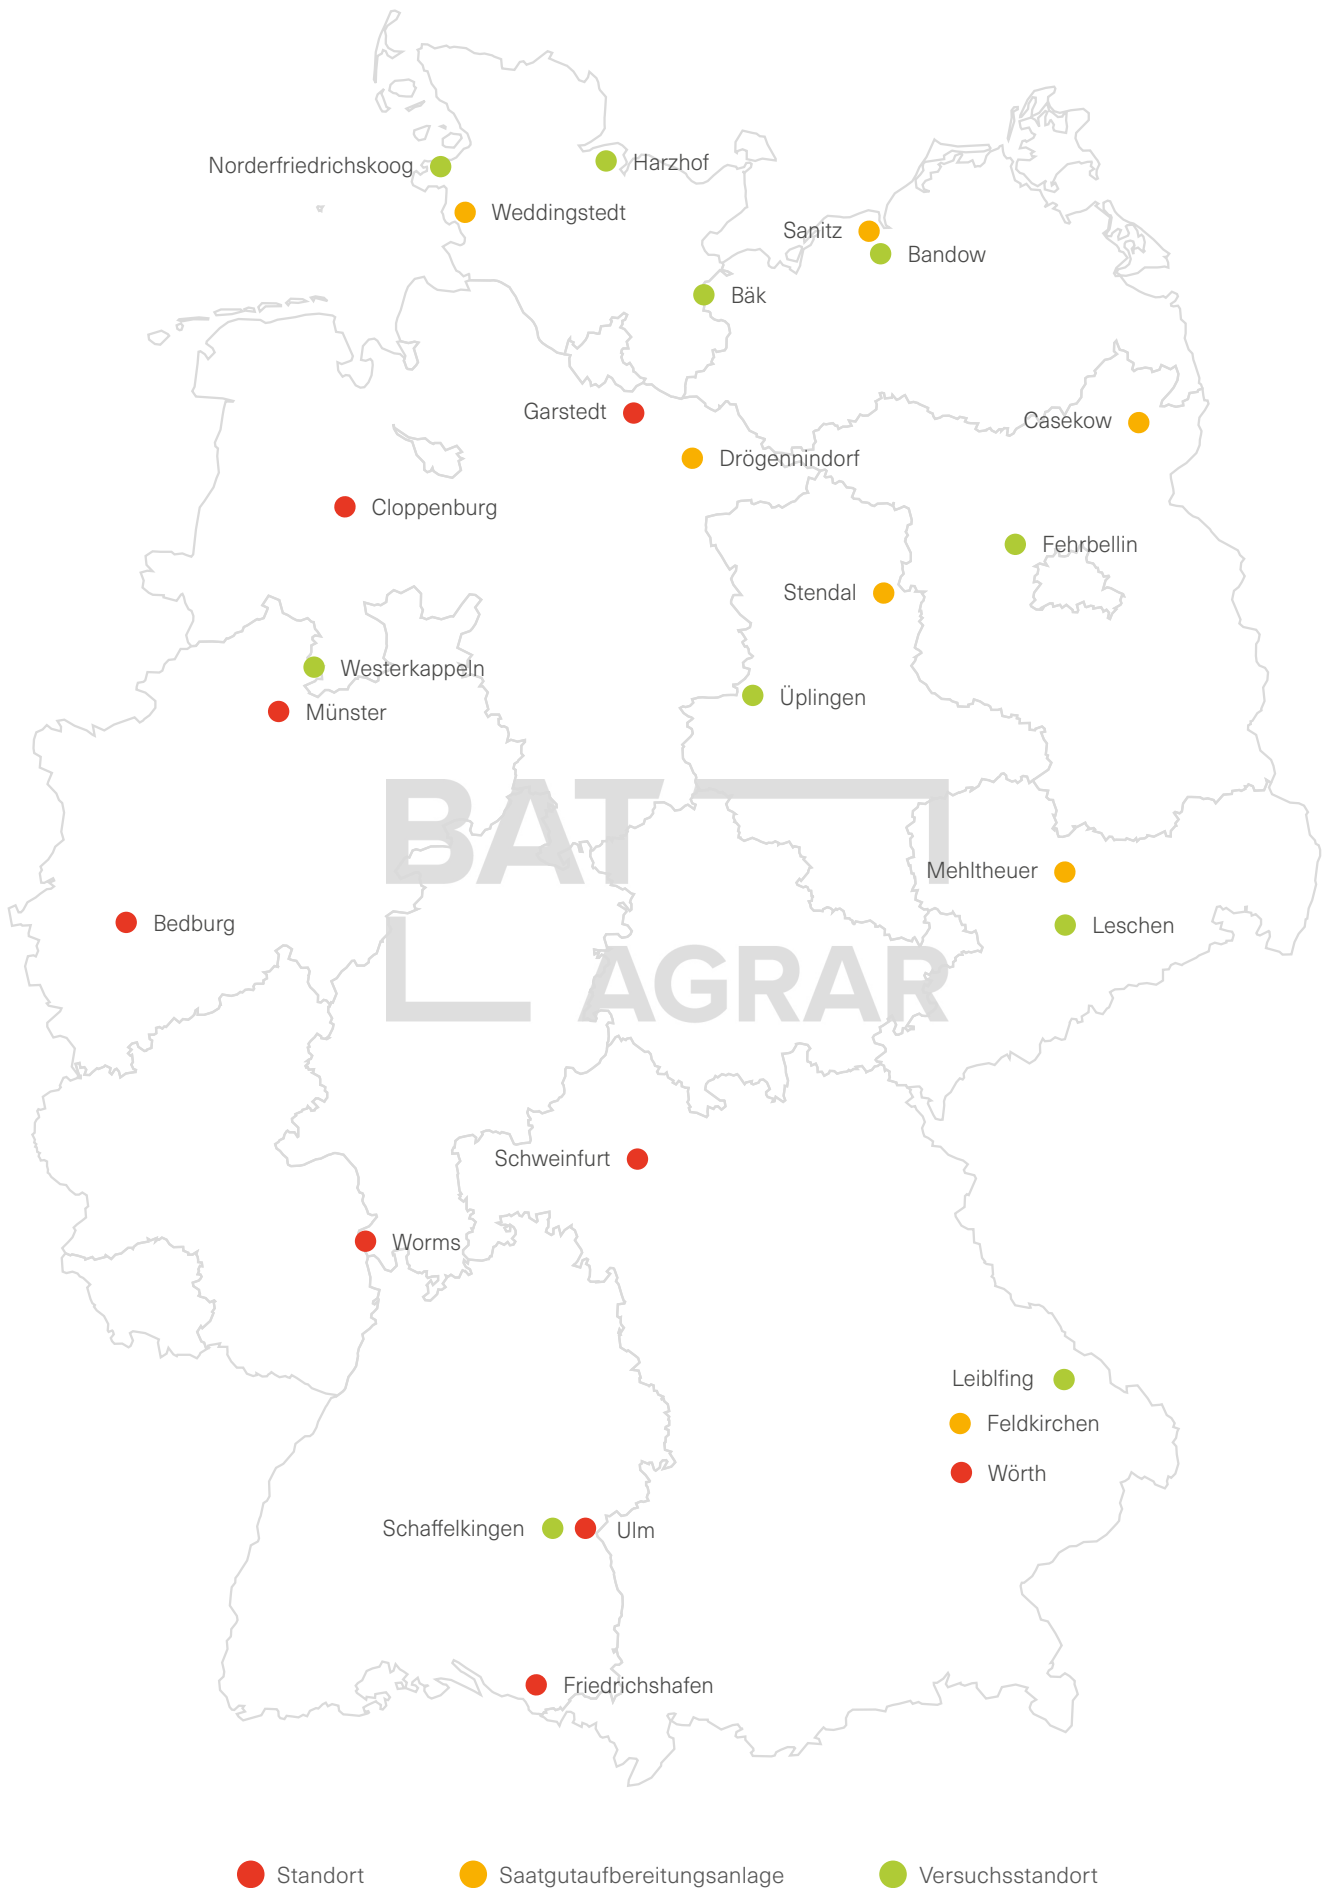 Norderfriedrichskoog
Harzhof
Weddingstedt
Sanitz
Bandow
Bäk
Garstedt
Casekow
Drögennindorf
Cloppenburg
Fehrbellin
Stendal
Westerkappeln
Üplingen
Münster
BAT
Mehltheuer
Bedburg
Leschen
AGRAR
Schweinfurt
Worms
Leiblfing
Feldkirchen
Wörth
Schaffelkingen
Ulm
Friedrichshafen
Standort
Saatgutaufbereitungsanlage
Versuchsstandort